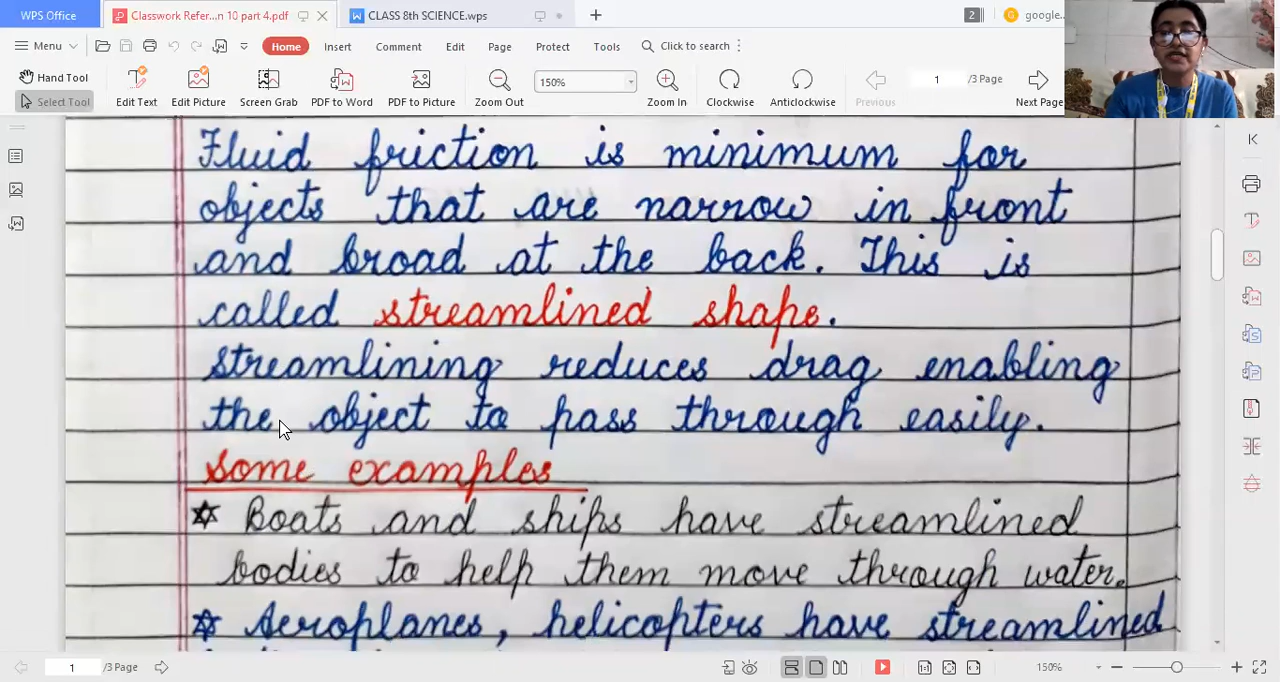 WPS Office
Classwork Refer...n 10 part 4.pdf
CLASS 8th SCIENCE.wps
2
google....
Menu
Home
Insert
Comment
Edit
Page
Protect
Tools
Click to search
Hand Tool
Select Tool
Edit Text
Edit Picture
Screen Grab
PDF to Word
PDF to Picture
Zoom Out
150%
Zoom In
Clockwise
Anticlockwise
Previous
1
/3 Page
Next Page
Fluid friction is minimum for
objects that are narrow in front
and broad at the back. This is
called streamlined shape.
Streamlining reduces drag enabling
the object to pass through easily.
Some examples
Boats and ships have streamlined
bodies to help them move through water.
Aeroplanes, helicopters have streamlined
1
/3 Page
150%